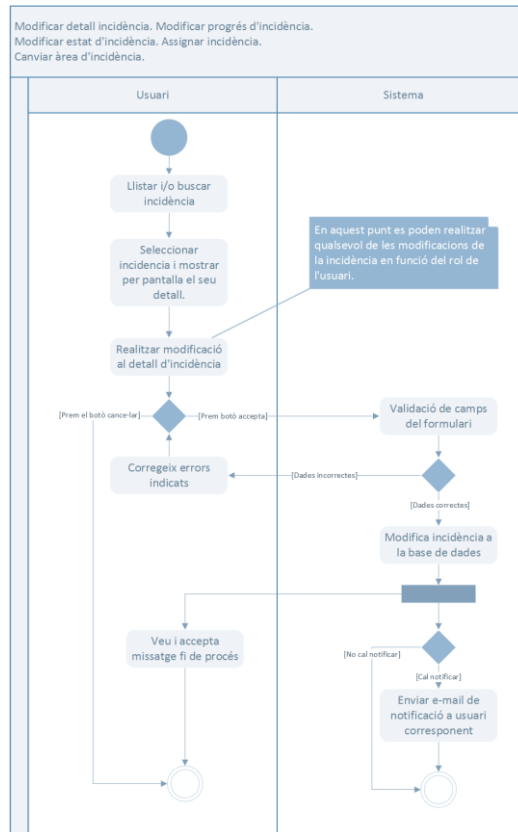 Modificar detall incidència. Modificar progrés d'incidència.
Modificar estat d'incidència. Assignar incidència.
Canviar àrea d'incidència.
Usuari
Sistema
Llistar i/o buscar
incidència
Seleccionar
incidencia i mostrar
per pantalla el seu
detall.
En aquest punt es poden realitzar
qualsevol de les modificacions de
la incidència en funció del rol de
l'usuari.
Realitzar modificació
al detall d'incidència
[Prem el botò cance·lar]
[Prem botò accepta]
Validació de camps
del formulari
Corregeix errors
indicats
[Dades incorrectes]
[Dades correctes]
Modifica incidència a
la base de dades
Veu i accepta
missatge fi de procés
[No cal notificar]
[Cal notificar]
Enviar e-mail de
notificació a usuari
corresponent